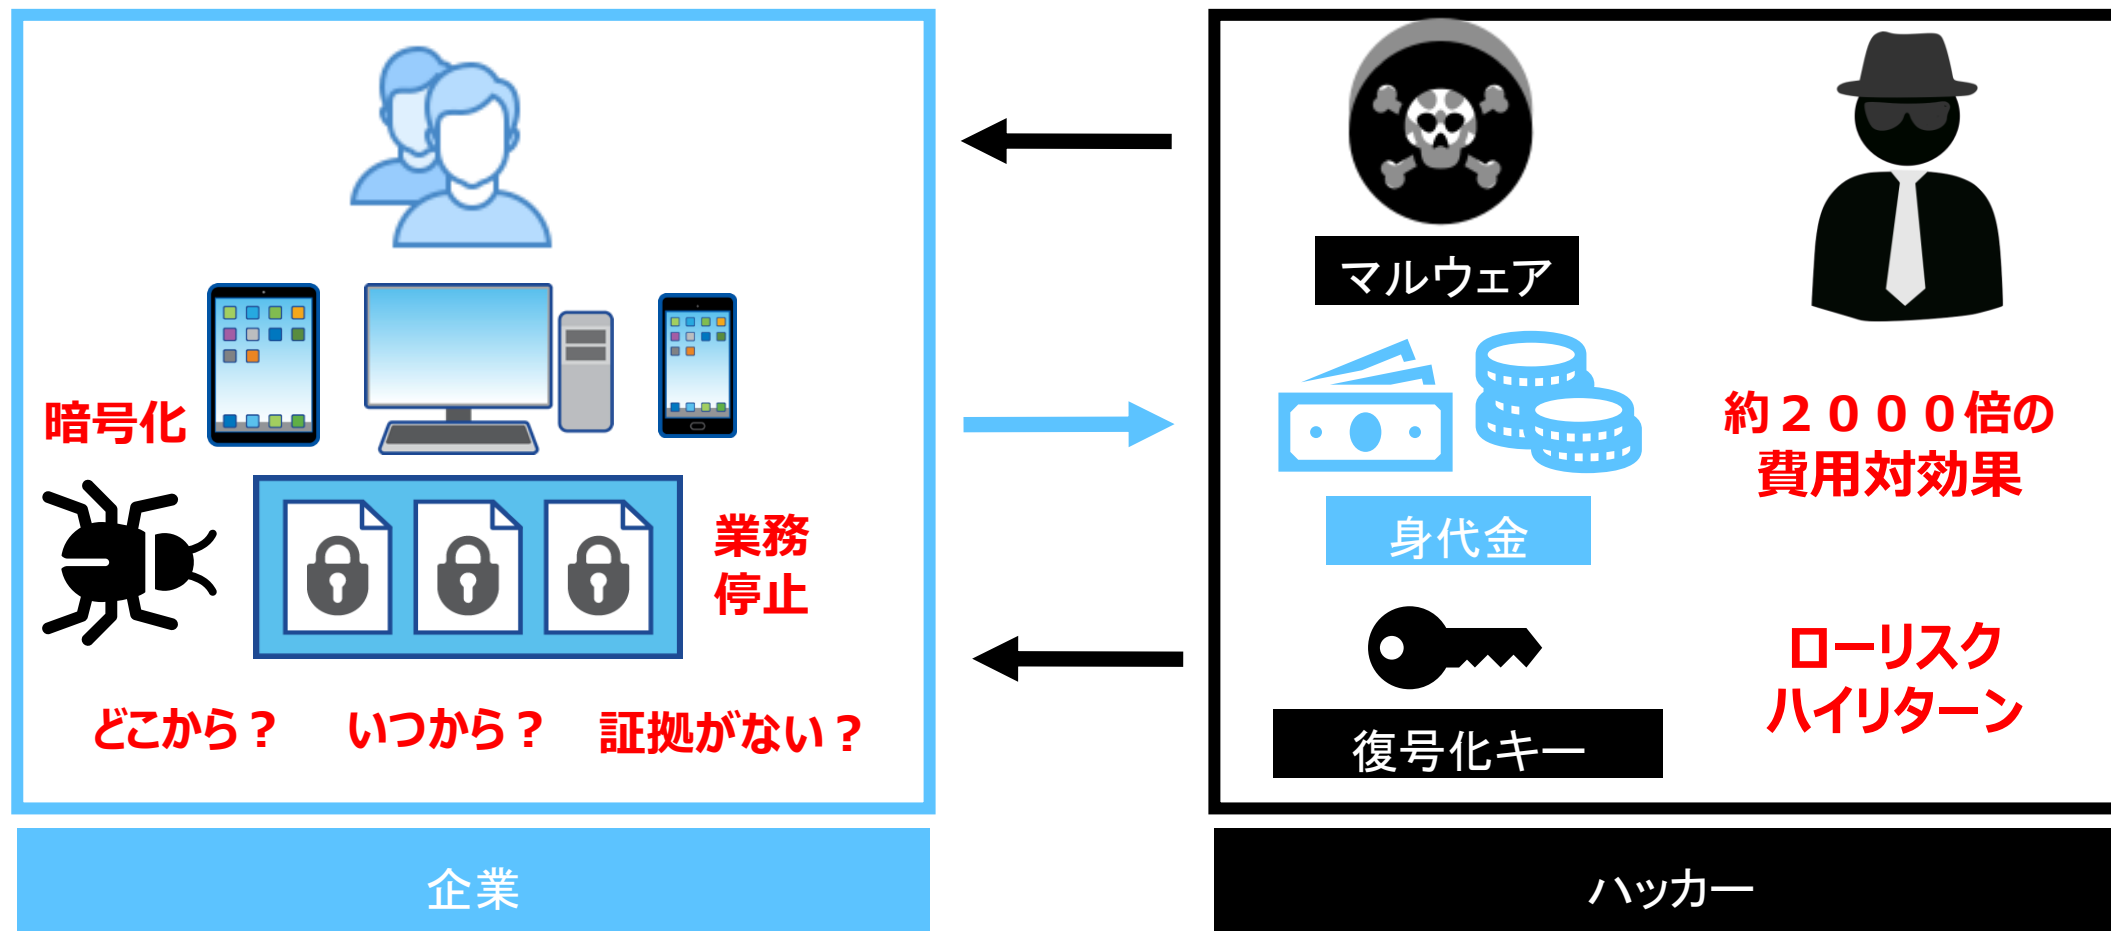 暗号化
業務
停止
どこから？
いつから？
証拠がない？
企業
マルウェア
約２０００倍の
費用対効果
身代金
ローリスク
ハイリターン
復号化キー
ハッカー